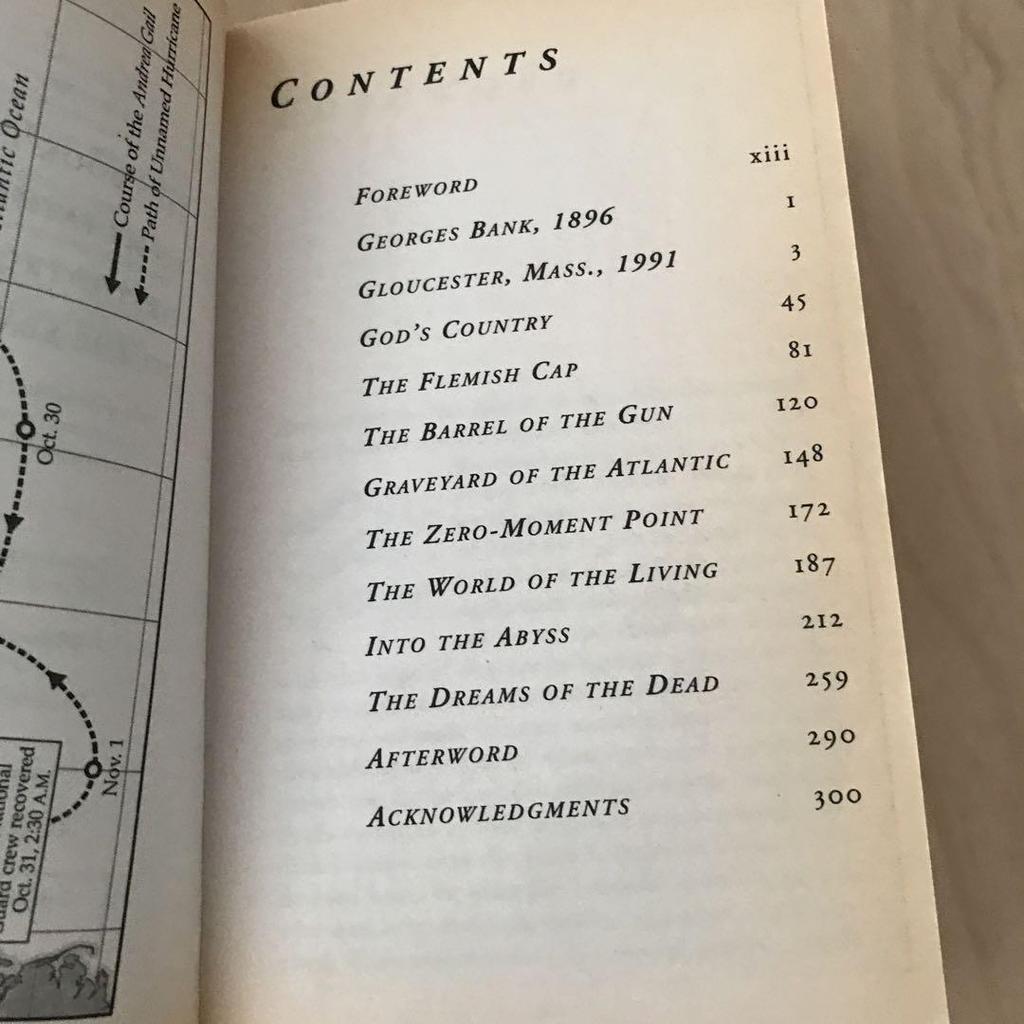 Atlantic Ocean
Course of the Andrea Gail
Path of Unnamed Hurricane
Oct. 30
Nov. 1
crew recovered
Oct. 31, 2:30 A.M.
CONTENTS
FOREWORD xiii
GEORGES BANK, 1896 1
GLOUCESTER, MASS., 1991 3
GOD'S COUNTRY 45
THE FLEMISH CAP 81
THE BARREL OF THE GUN 120
GRAVEYARD OF THE ATLANTIC 148
THE ZERO-MOMENT POINT 172
THE WORLD OF THE LIVING 187
INTO THE ABYSS 212
THE DREAMS OF THE DEAD 259
AFTERWORD 290
ACKNOWLEDGMENTS 300